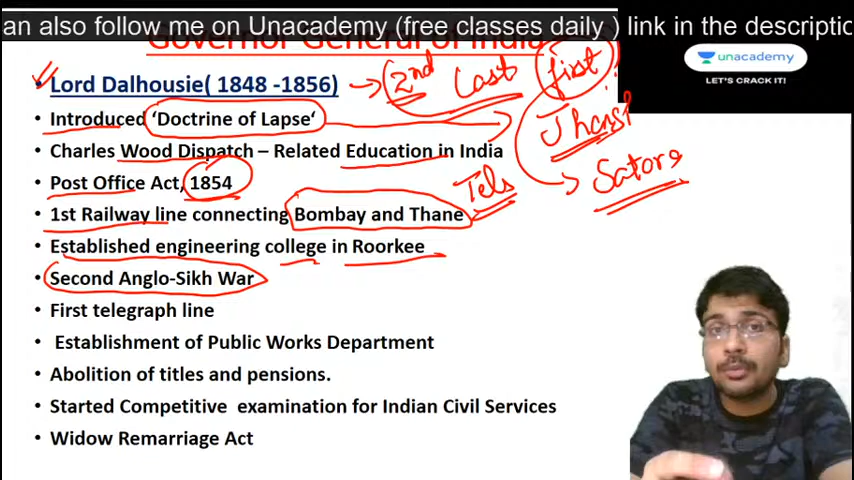 an also follow me on Unacademy (free classes daily ) link in the descriptio
Governor General of India
unacademy
LET'S CRACK IT!
• Lord Dalhousie( 1848 -1856) → 2nd Last first
• Introduced 'Doctrine of Lapse'
Jhansi
• Charles Wood Dispatch – Related Education in India
• Post Office Act, 1854
Satara
• 1st Railway line connecting Bombay and Thane
• Established engineering college in Roorkee
• Second Anglo-Sikh War
• First telegraph line
• Establishment of Public Works Department
• Abolition of titles and pensions.
• Started Competitive examination for Indian Civil Services
• Widow Remarriage Act